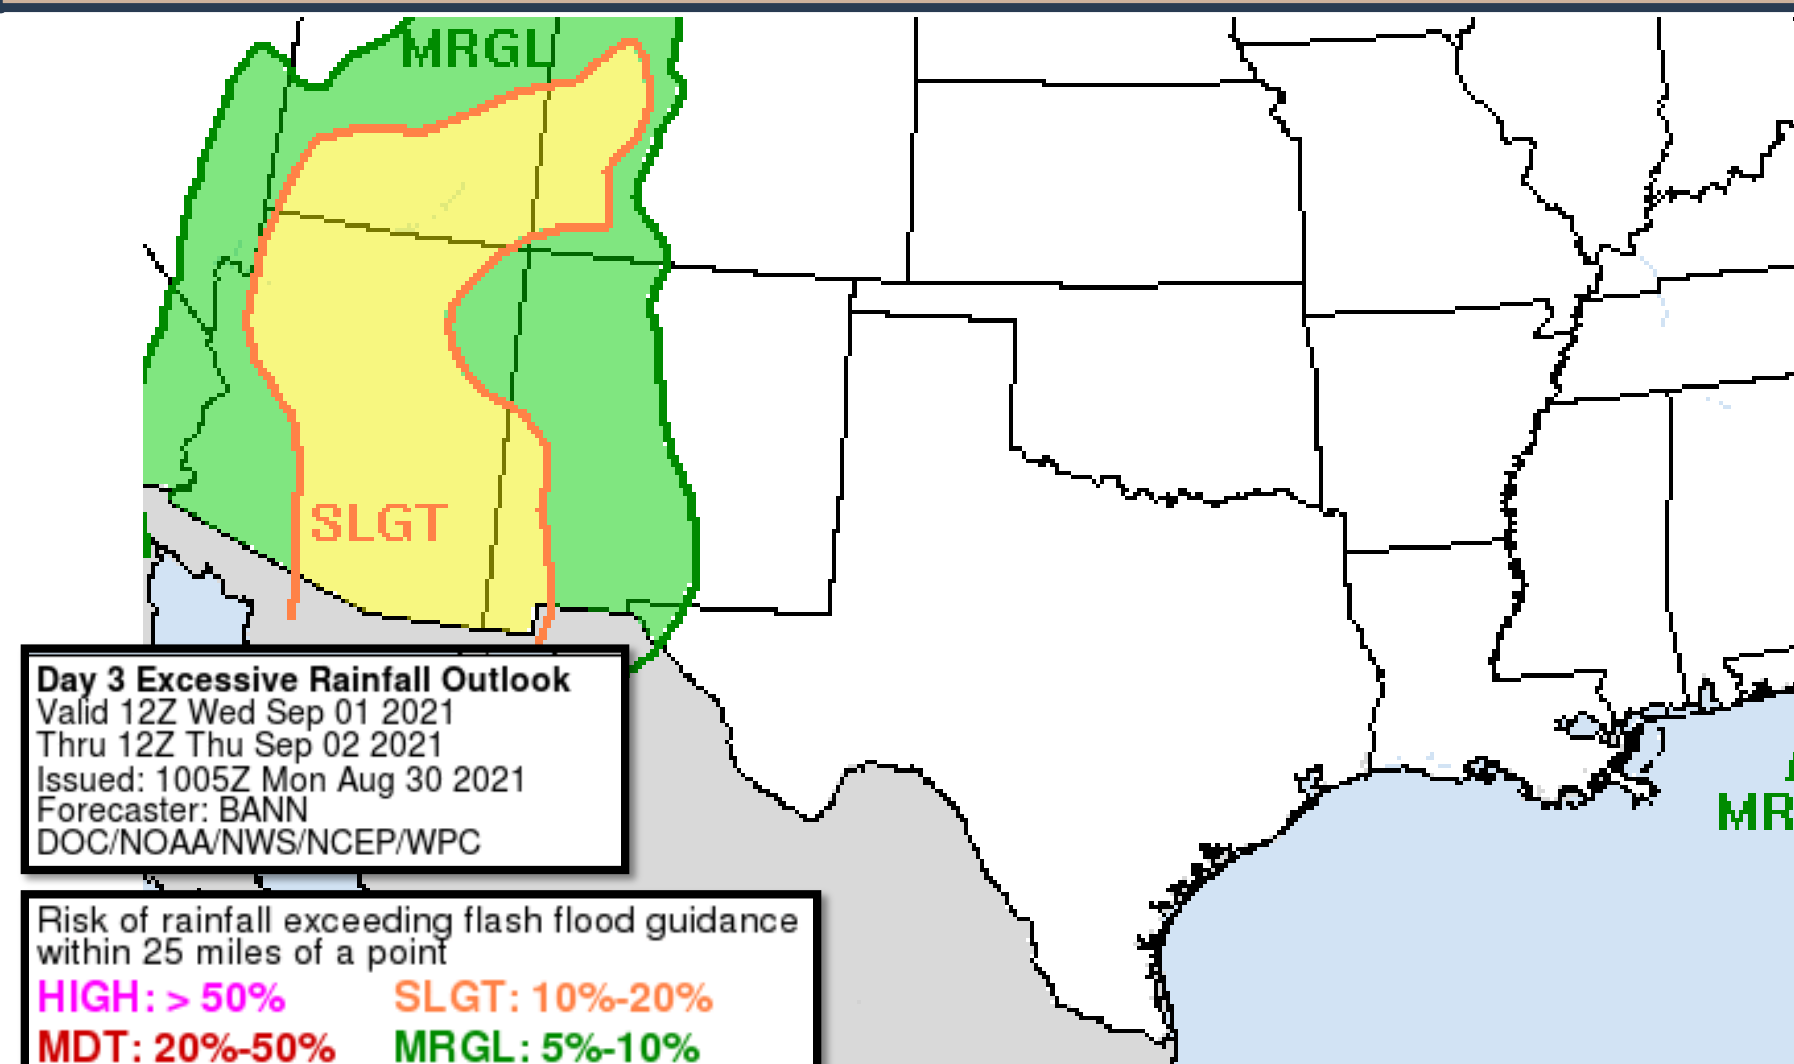 MRGL
SLGT
MR
Day 3 Excessive Rainfall Outlook
Valid 12Z Wed Sep 01 2021
Thru 12Z Thu Sep 02 2021
Issued: 1005Z Mon Aug 30 2021
Forecaster: BANN
DOC/NOAA/NWS/NCEP/WPC
Risk of rainfall exceeding flash flood guidance
within 25 miles of a point
HIGH: > 50% SLGT: 10%-20%
MDT: 20%-50% MRGL: 5%-10%